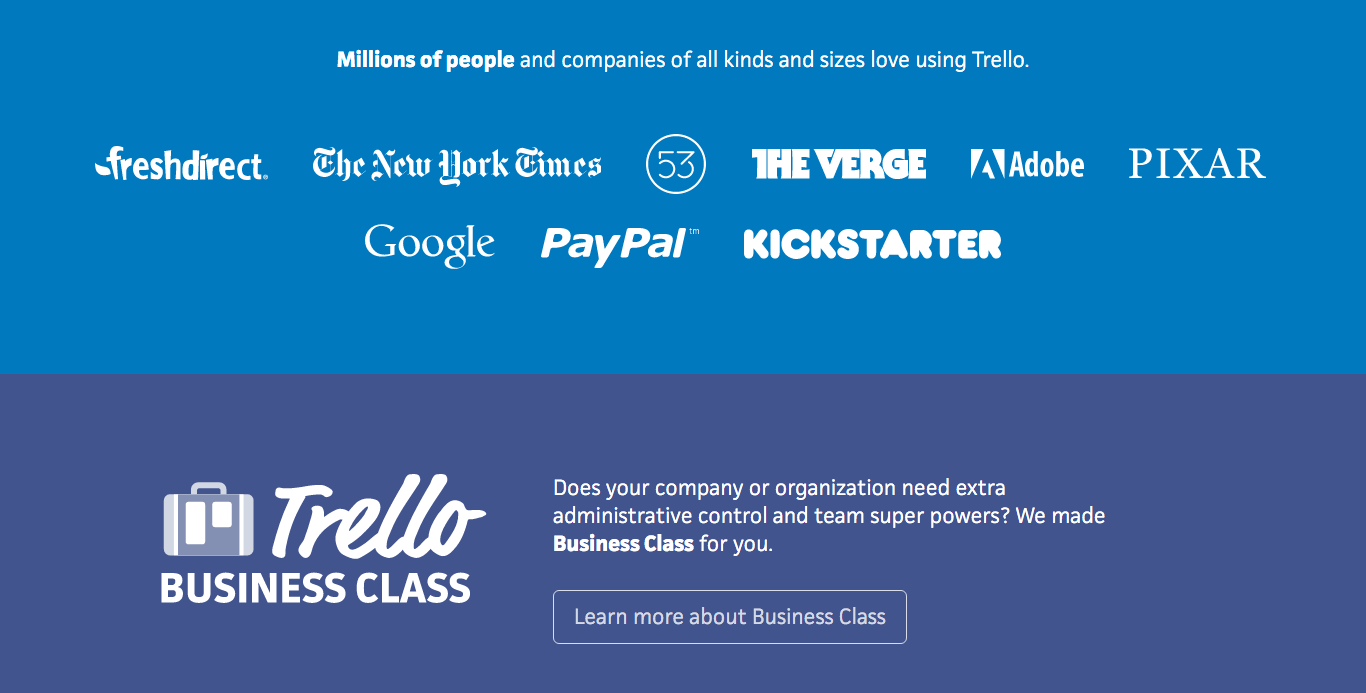 Millions of people and companies of all kinds and sizes love using Trello.
freshdirect® The New York Times 53 THE VERGE Adobe PIXAR
Google PayPal™ KICKSTARTER
Trello
BUSINESS CLASS
Does your company or organization need extra
administrative control and team super powers? We made
Business Class for you.
Learn more about Business Class